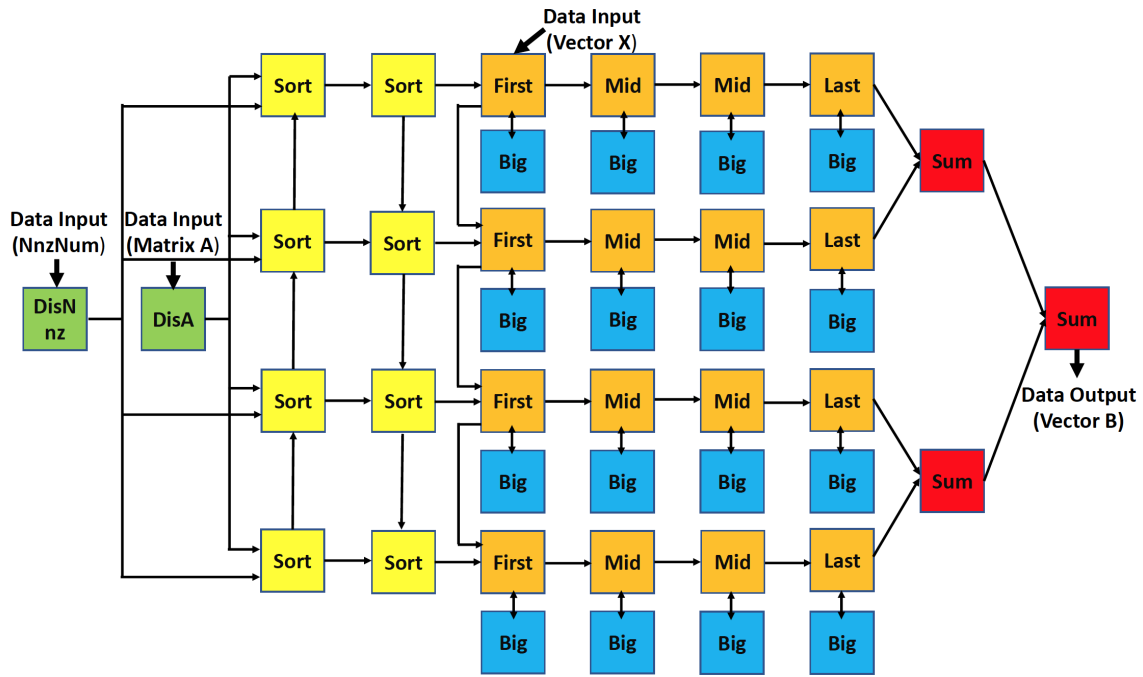 Data Input
(Vector X)
Sort Sort First Mid Mid Last
Big Big Big Big
Sum
Data Input
(NnzNum)
Data Input
(Matrix A)
Sort Sort First Mid Mid Last
DisN
nz
DisA
Big Big Big Big
Sum
Data Output
(Vector B)
Sort Sort First Mid Mid Last
Big Big Big Big
Sum
Sort Sort First Mid Mid Last
Big Big Big Big